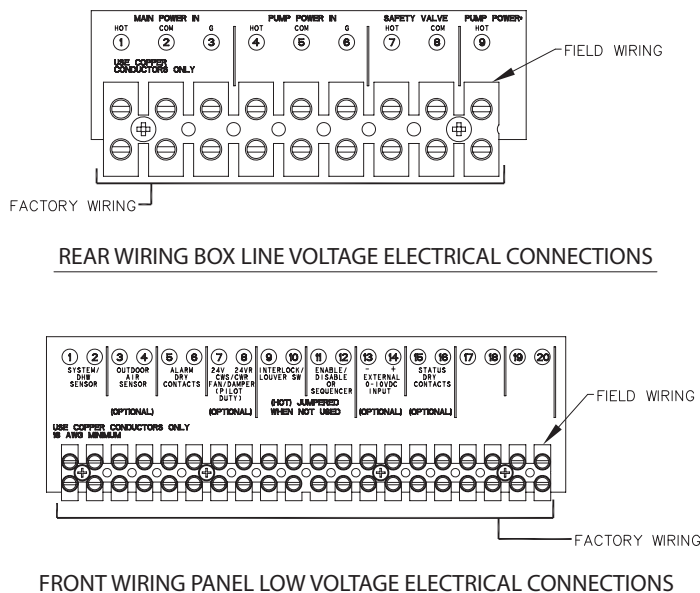 MAIN POWER IN PUMP POWER IN SAFETY VALVE PUMP POWER>
HOT COM G HOT COM G HOT COM HOT
1 2 3 4 5 6 7 8 9
USE COPPER
CONDUCTORS ONLY
FIELD WIRING
FACTORY WIRING
REAR WIRING BOX LINE VOLTAGE ELECTRICAL CONNECTIONS
1 2 3 4 5 6 7 8 9 10 11 12 13 14 15 16 17 18 19 20
SYSTEM/
DHW
SENSOR
OUTDOOR
AIR
SENSOR
(OPTIONAL)
ALARM
DRY
CONTACTS
24V 24VR
CWS/CWR
FAN/DAMPER
(PILOT
DUTY)
(OPTIONAL)
INTERLOCK/
LOUVER SW
ENABLE/
DISABLE
OR
SEQUENCER
(HOT) JUMPERED
WHEN NOT USED
- +
EXTERNAL
0-10VDC
INPUT
(OPTIONAL)
STATUS
DRY
CONTACTS
(OPTIONAL)
USE COPPER CONDUCTORS ONLY
18 AWG MINIMUM
FIELD WIRING
FACTORY WIRING
FRONT WIRING PANEL LOW VOLTAGE ELECTRICAL CONNECTIONS